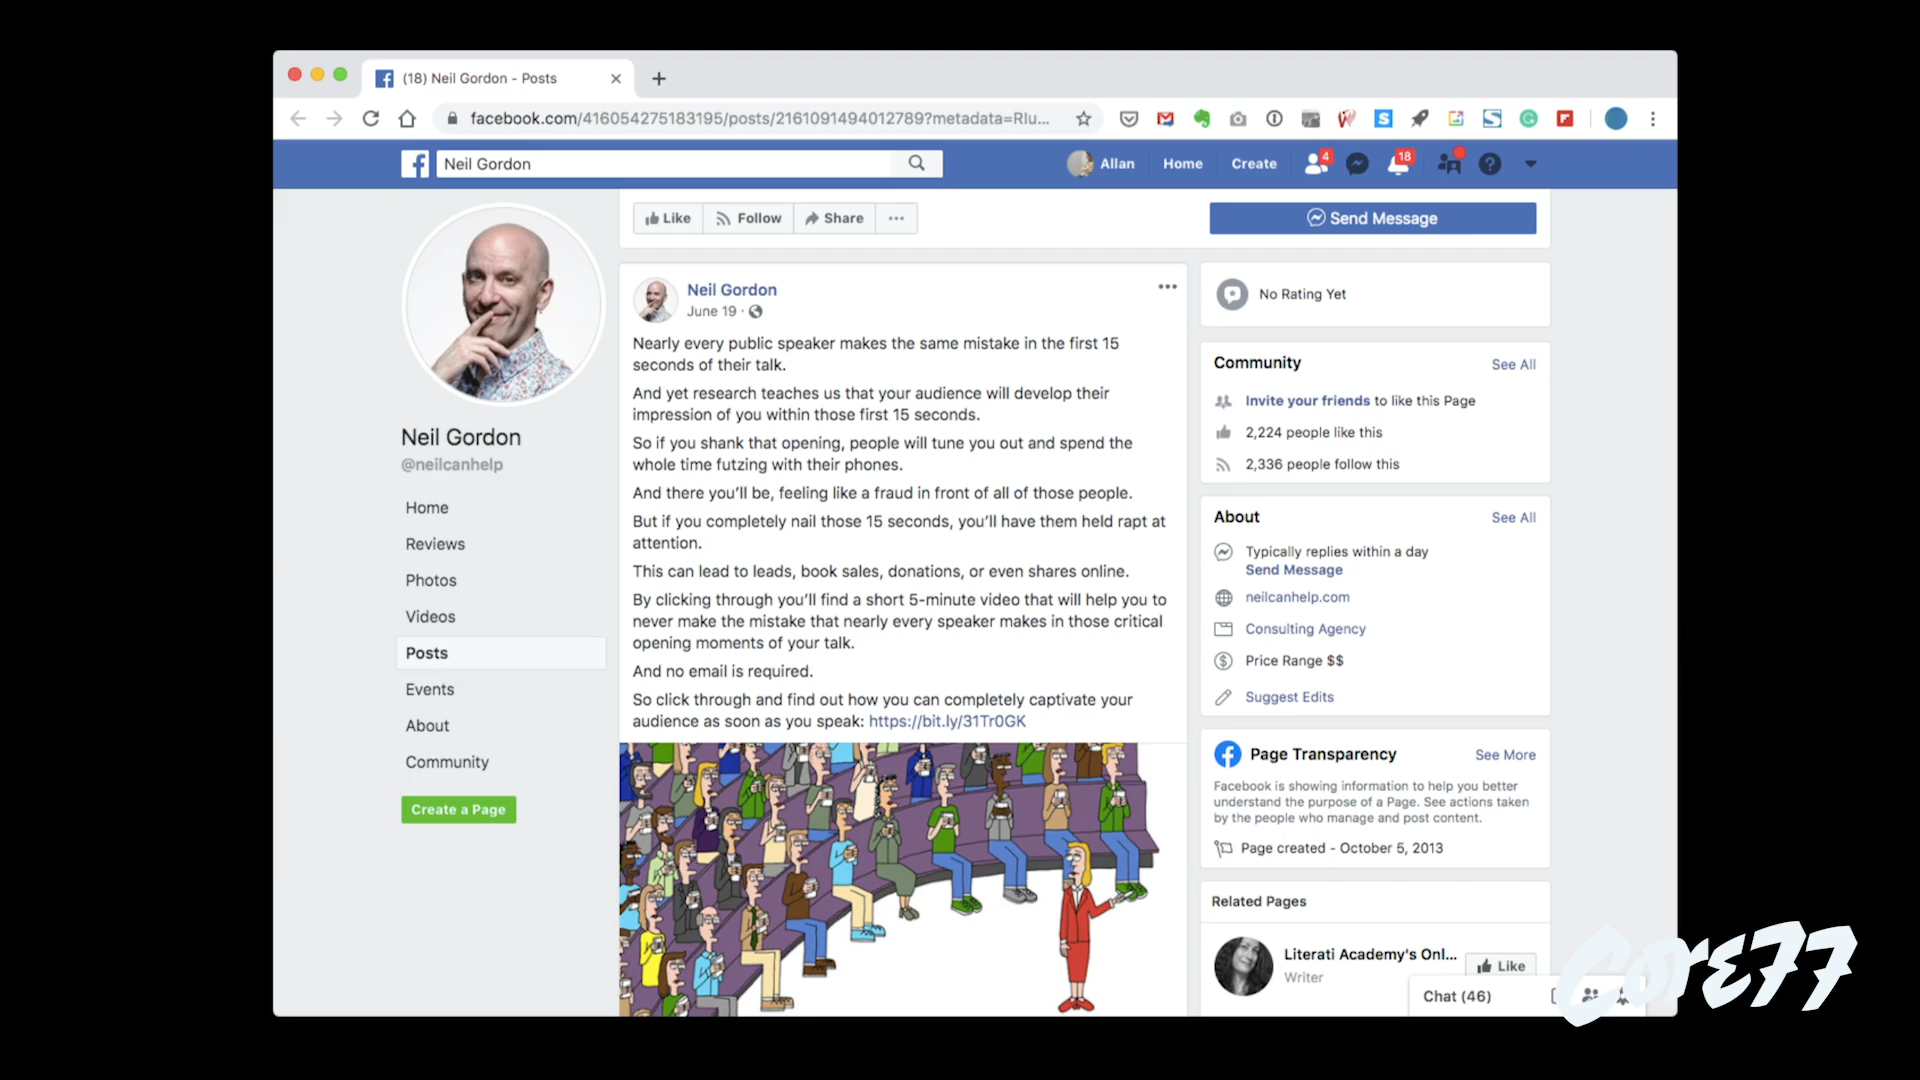 (18) Neil Gordon - Posts
facebook.com/416054275183195/posts/2161091494012789?metadata=RIu...
Neil Gordon
Allan
Home
Create
4
18
Like
Follow
Share
Send Message
Neil Gordon
@neilcanhelp
Home
Reviews
Photos
Videos
Posts
Events
About
Community
Create a Page
Neil Gordon
June 19 ·
Nearly every public speaker makes the same mistake in the first 15
seconds of their talk.
And yet research teaches us that your audience will develop their
impression of you within those first 15 seconds.
So if you shank that opening, people will tune you out and spend the
whole time futzing with their phones.
And there you'll be, feeling like a fraud in front of all of those people.
But if you completely nail those 15 seconds, you'll have them held rapt at
attention.
This can lead to leads, book sales, donations, or even shares online.
By clicking through you'll find a short 5-minute video that will help you to
never make the mistake that nearly every speaker makes in those critical
opening moments of your talk.
And no email is required.
So click through and find out how you can completely captivate your
audience as soon as you speak: https://bit.ly/31Tr0GK
No Rating Yet
Community
See All
Invite your friends to like this Page
2,224 people like this
2,336 people follow this
About
See All
Typically replies within a day
Send Message
neilcanhelp.com
Consulting Agency
Price Range $$
Suggest Edits
Page Transparency
See More
Facebook is showing information to help you better
understand the purpose of a Page. See actions taken
by the people who manage and post content.
Page created - October 5, 2013
Related Pages
Literati Academy's Onl...
Writer
Like
Chat (46)
Core77